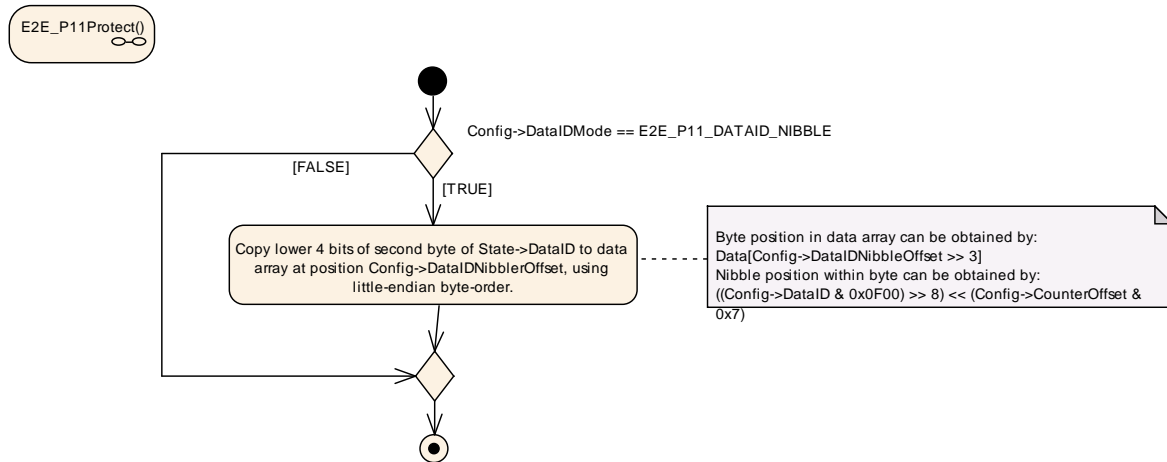 E2E_P11Protect()
Config->DataIDMode == E2E_P11_DATAID_NIBBLE
[FALSE]
[TRUE]
Copy lower 4 bits of second byte of State->DataID to data
array at position Config->DataIDNibblerOffset, using
little-endian byte-order.
Byte position in data array can be obtained by:
Data[Config->DataIDNibbleOffset >> 3]
Nibble position within byte can be obtained by:
((Config->DataID & 0x0F00) >> 8) << (Config->CounterOffset &
0x7)